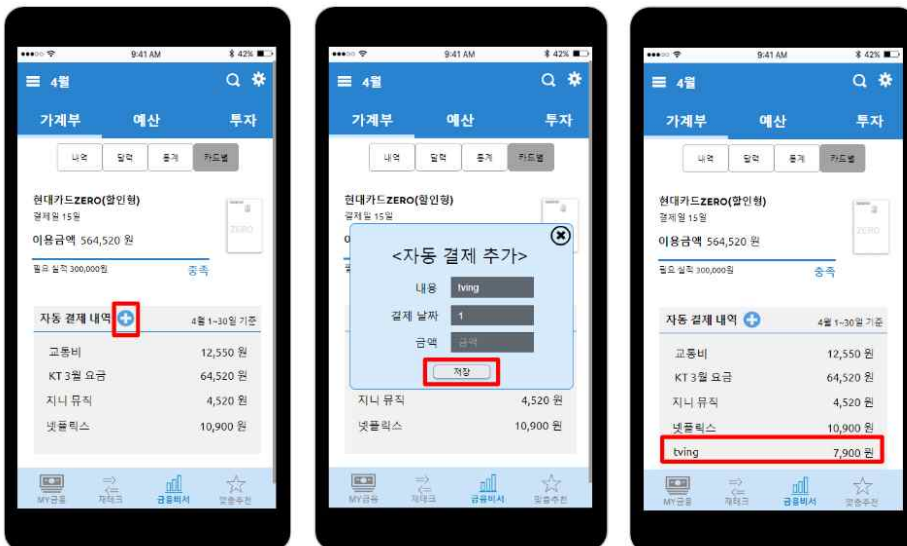 9:41 AM 42%
4월
가계부 예산 투자
내역 달력 통계 카드별
현대카드ZERO(할인형)
결제일 15일
이용금액 564,520 원
ZERO
필요 실적 300,000원 충족
자동 결제 내역 4월 1~30일 기준
교통비 12,550 원
KT 3월 요금 64,520 원
지니 뮤직 4,520 원
넷플릭스 10,900 원
MY금융 재테크 금융비서 맞춤추천
9:41 AM 42%
4월
가계부 예산 투자
내역 달력 통계 카드별
현대카드ZERO(할인형)
결제일 15일
<자동 결제 추가>
내용 tving
결제 날짜 1
금액 금액
저장
지니 뮤직 4,520 원
넷플릭스 10,900 원
MY금융 재테크 금융비서 맞춤추천
9:41 AM 42%
4월
가계부 예산 투자
내역 달력 통계 카드별
현대카드ZERO(할인형)
결제일 15일
이용금액 564,520 원
ZERO
필요 실적 300,000원 충족
자동 결제 내역 4월 1~30일 기준
교통비 12,550 원
KT 3월 요금 64,520 원
지니 뮤직 4,520 원
넷플릭스 10,900 원
tving 7,900 원
MY금융 재테크 금융비서 맞춤추천